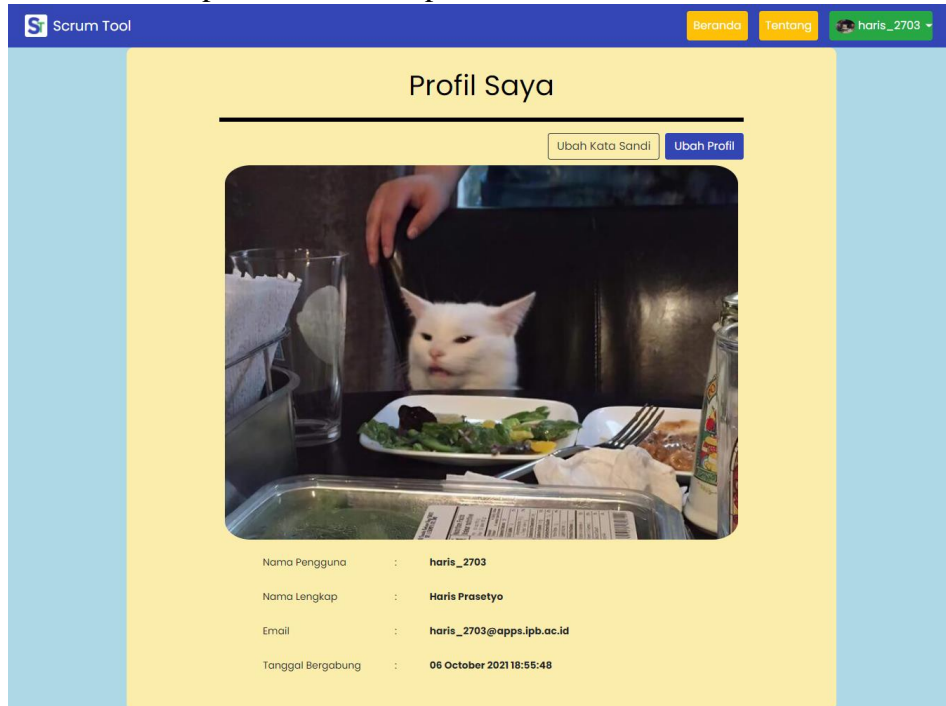 ST Scrum Tool Beranda Tentang haris_2703
Profil Saya
Ubah Kata Sandi Ubah Profil
Nama Pengguna : haris_2703
Nama Lengkap : Haris Prasetyo
Email : haris_2703@apps.ipb.ac.id
Tanggal Bergabung : 06 October 2021 18:55:48